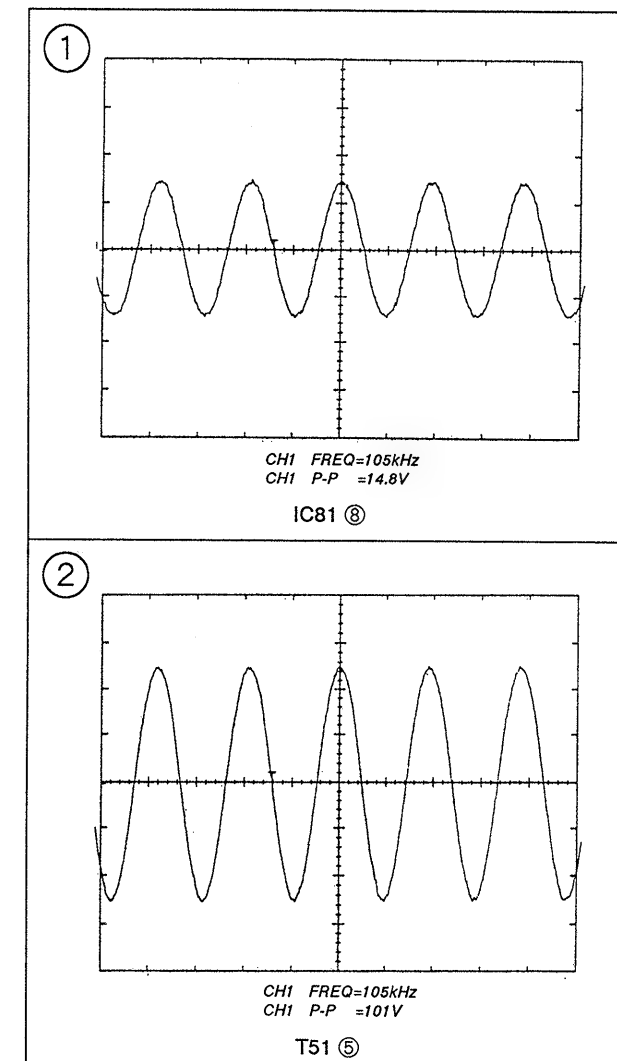 ①
CH1 FREQ=105kHz
CH1 P-P =14.8V
IC81 ⑧
②
CH1 FREQ=105kHz
CH1 P-P =101V
T51 ⑤